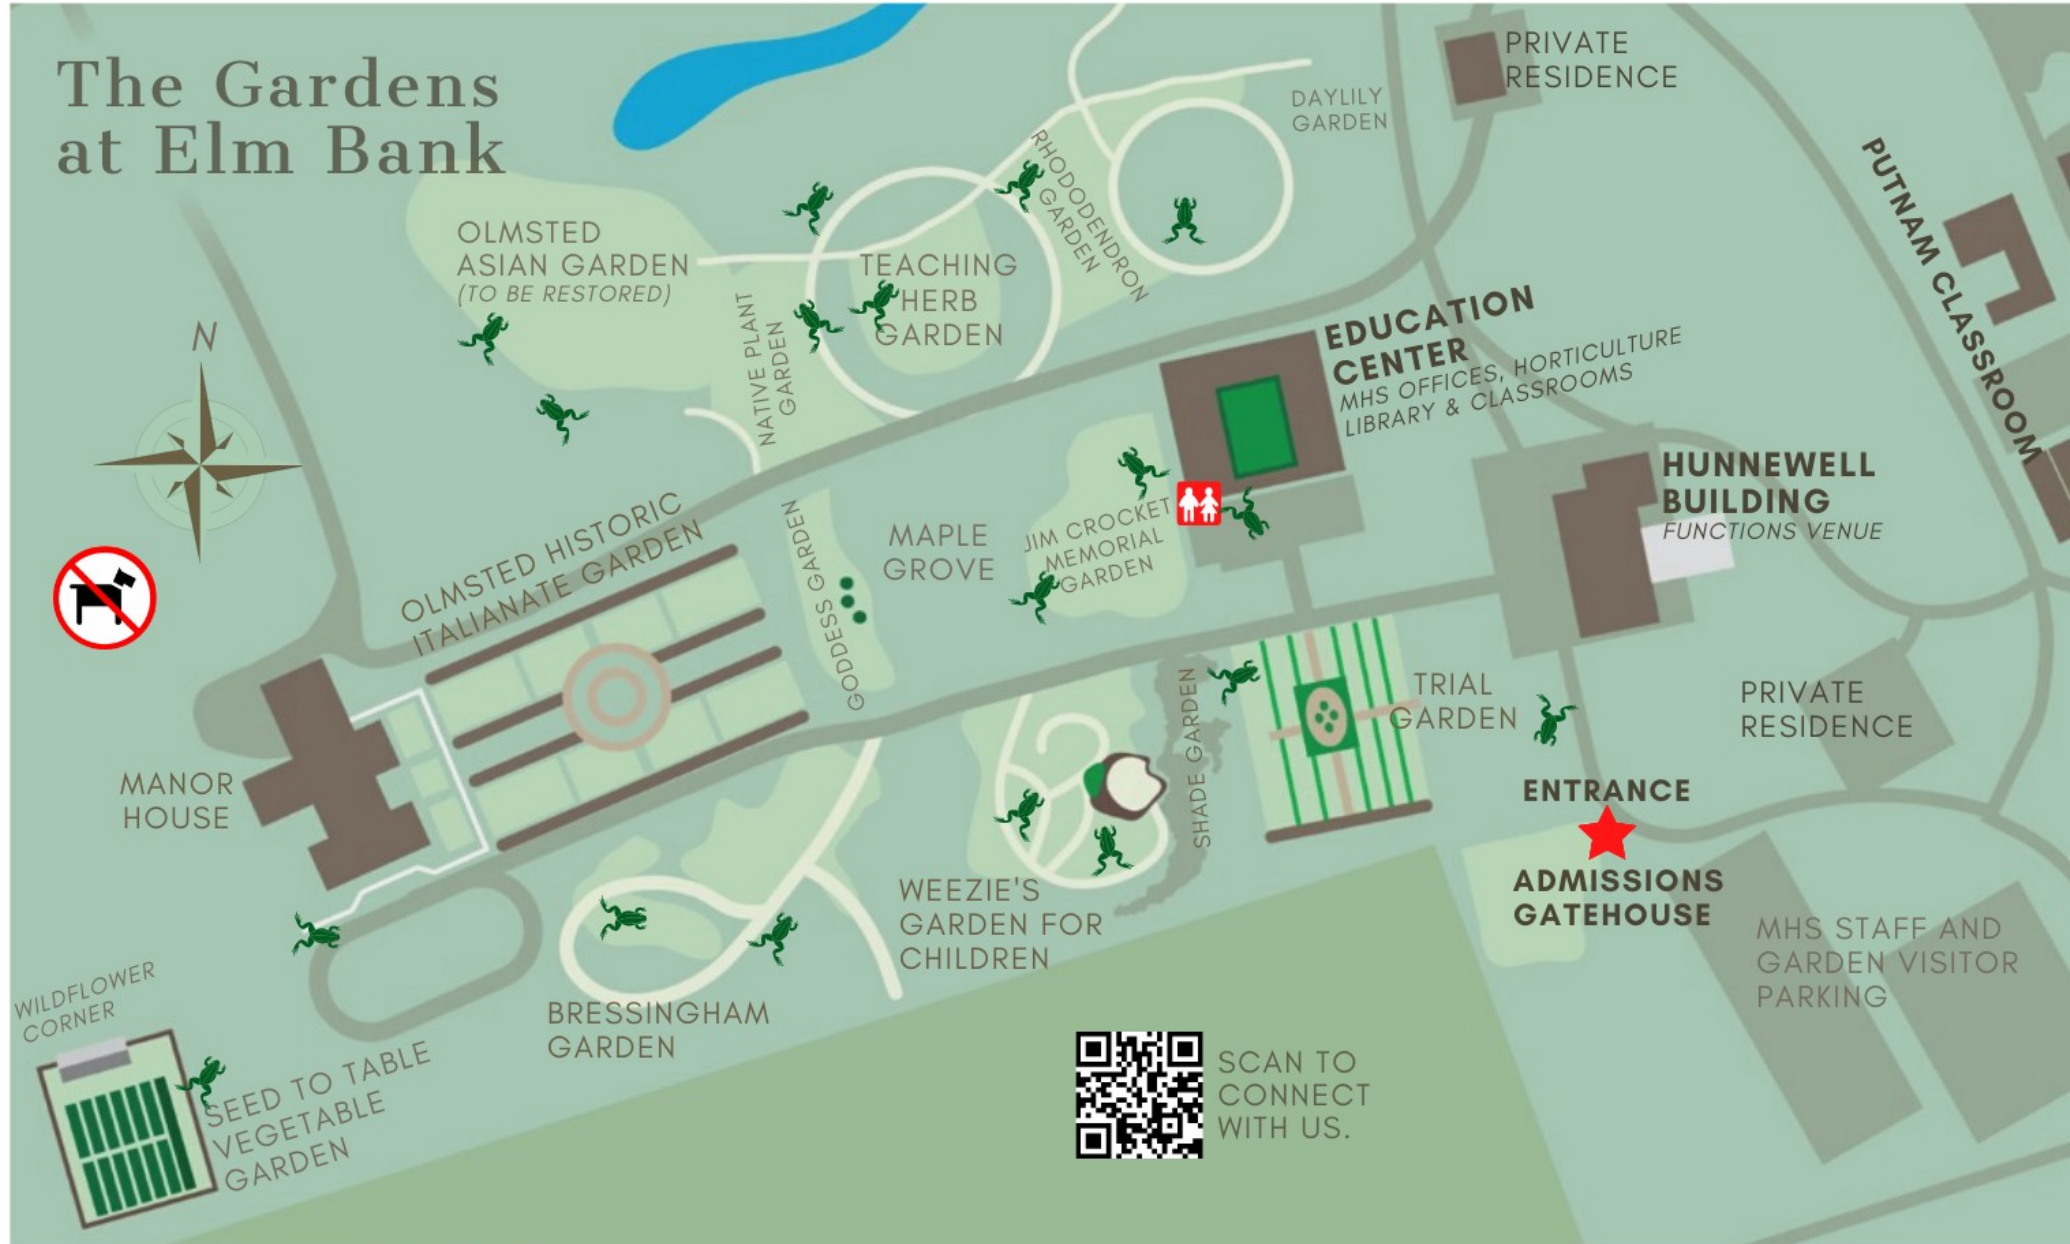 The Gardens
at Elm Bank
PRIVATE
RESIDENCE
DAYLILY
GARDEN
RHODODENDRON
GARDEN
PUTNAM CLASSROOM
OLMSTED
ASIAN GARDEN
(TO BE RESTORED)
TEACHING
HERB
GARDEN
NATIVE PLANT
GARDEN
N
EDUCATION
CENTER
MHS OFFICES, HORTICULTURE
LIBRARY & CLASSROOMS
HUNNEWELL
BUILDING
FUNCTIONS VENUE
OLMSTED HISTORIC
ITALIANATE GARDEN
GODDESS GARDEN
MAPLE
GROVE
JIM CROCKET
MEMORIAL
GARDEN
SHADE GARDEN
TRIAL
GARDEN
PRIVATE
RESIDENCE
MANOR
HOUSE
ENTRANCE
ADMISSIONS
GATEHOUSE
WEEZIE'S
GARDEN FOR
CHILDREN
MHS STAFF AND
GARDEN VISITOR
PARKING
WILDFLOWER
CORNER
BRESSINGHAM
GARDEN
SEED TO TABLE
VEGETABLE
GARDEN
SCAN TO
CONNECT
WITH US.